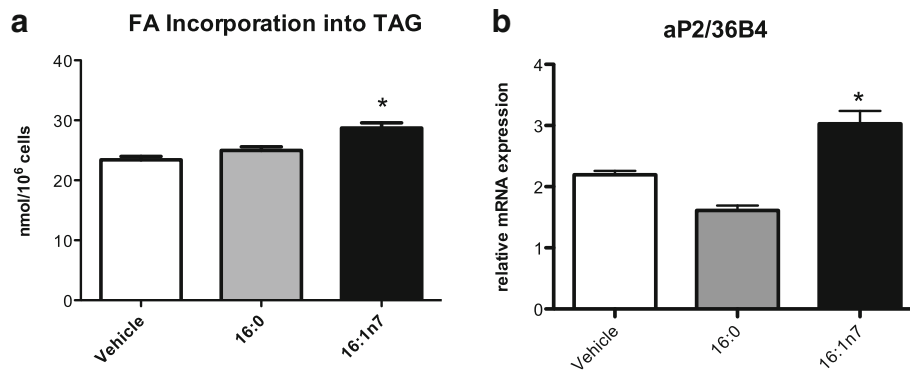 a
FA Incorporation into TAG
nmol/10⁶ cells
40
30
20
10
0
*
Vehicle
16:0
16:1n7
b
aP2/36B4
relative mRNA expression
4
3
2
1
0
*
Vehicle
16:0
16:1n7